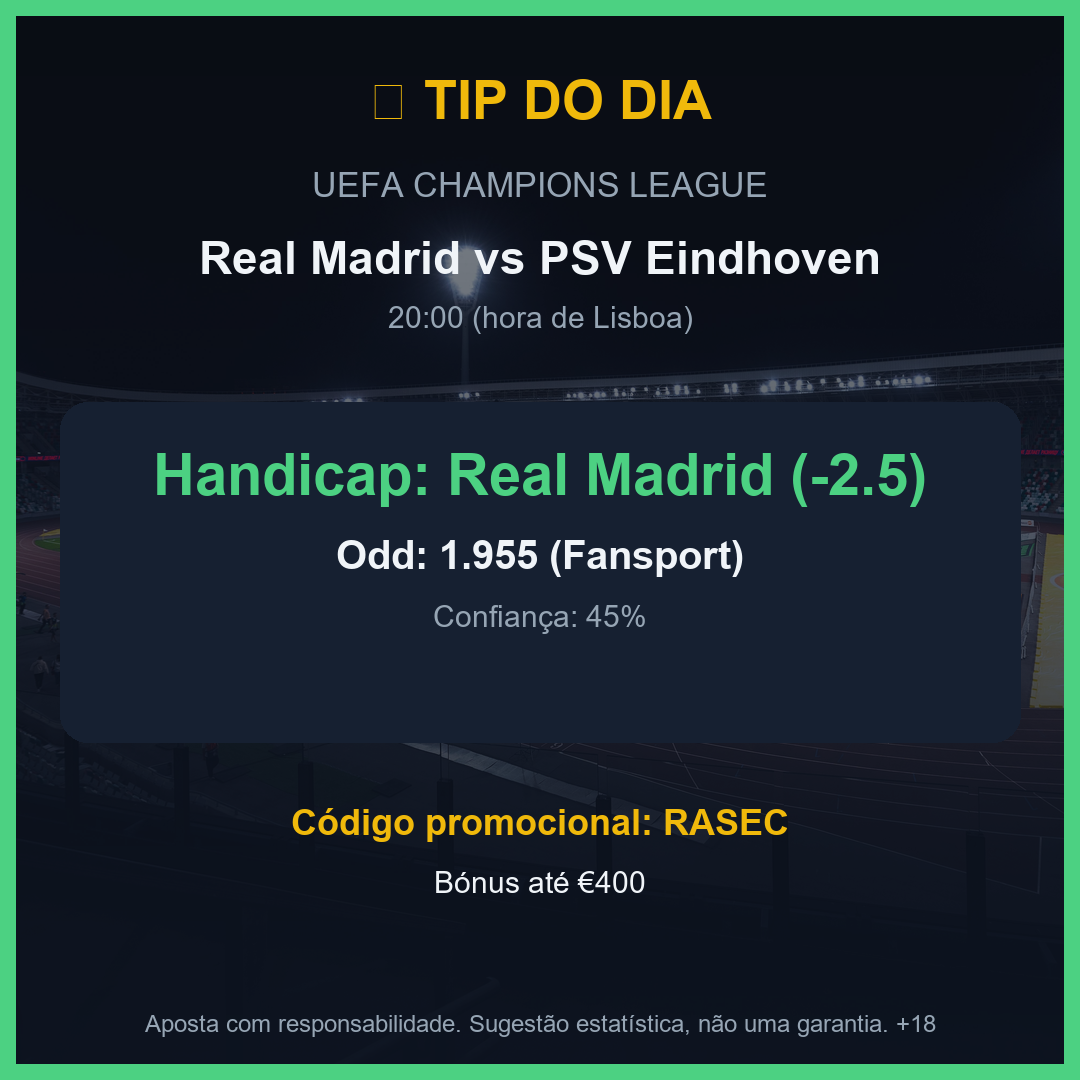 TIP DO DIA
UEFA CHAMPIONS LEAGUE
Real Madrid vs PSV Eindhoven
20:00 (hora de Lisboa)
Handicap: Real Madrid (-2.5)
Odd: 1.955 (Fansport)
Confiança: 45%
Código promocional: RASEC
Bónus até €400
Aposta com responsabilidade. Sugestão estatística, não uma garantia. +18